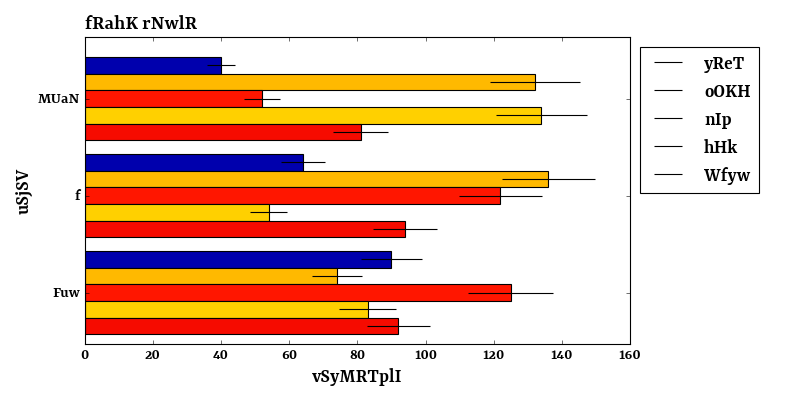 fRahK rNwlR
uSjSV
MUaN
f
Fuw
0 20 40 60 80 100 120 140 160
vSyMRTplI
yReT
oOKH
nIp
hHk
Wfyw